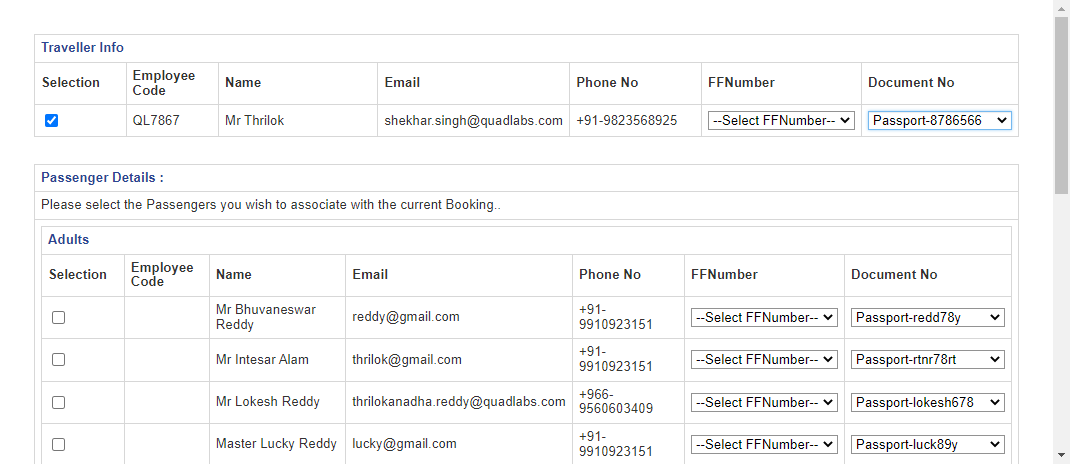 Traveller Info
Selection Employee Code Name Email Phone No FFNumber Document No
QL7867 Mr Thrilok shekhar.singh@quadlabs.com +91-9823568925 --Select FFNumber-- Passport-8786566
Passenger Details :
Please select the Passengers you wish to associate with the current Booking..
Adults
Selection Employee Code Name Email Phone No FFNumber Document No
Mr Bhuvaneswar Reddy reddy@gmail.com +91-9910923151 --Select FFNumber-- Passport-redd78y
Mr Intesar Alam thrilok@gmail.com +91-9910923151 --Select FFNumber-- Passport-rtnr78rt
Mr Lokesh Reddy thrilokanadha.reddy@quadlabs.com +966-9560603409 --Select FFNumber-- Passport-lokesh678
Master Lucky Reddy lucky@gmail.com +91-9910923151 --Select FFNumber-- Passport-luck89y